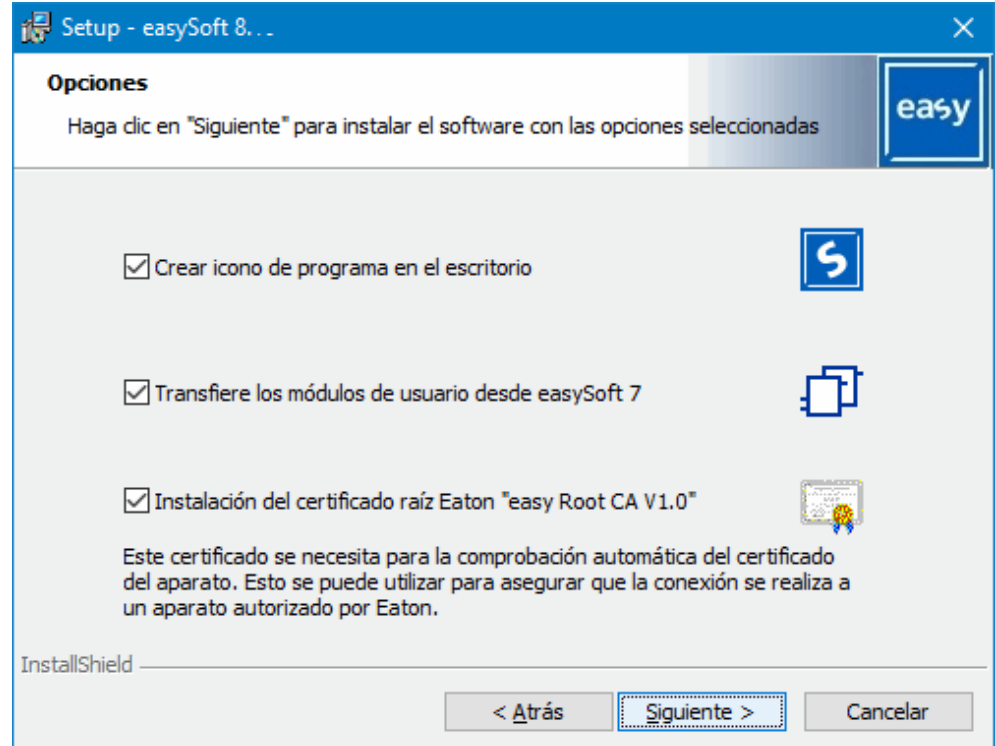 Setup - easySoft 8. . .
Opciones
Haga clic en "Siguiente" para instalar el software con las opciones seleccionadas
easy
Crear icono de programa en el escritorio
S
Transfiere los módulos de usuario desde easySoft 7
Instalación del certificado raíz Eaton "easy Root CA V1.0"
Este certificado se necesita para la comprobación automática del certificado
del aparato. Esto se puede utilizar para asegurar que la conexión se realiza a
un aparato autorizado por Eaton.
InstallShield
< Atrás Siguiente > Cancelar